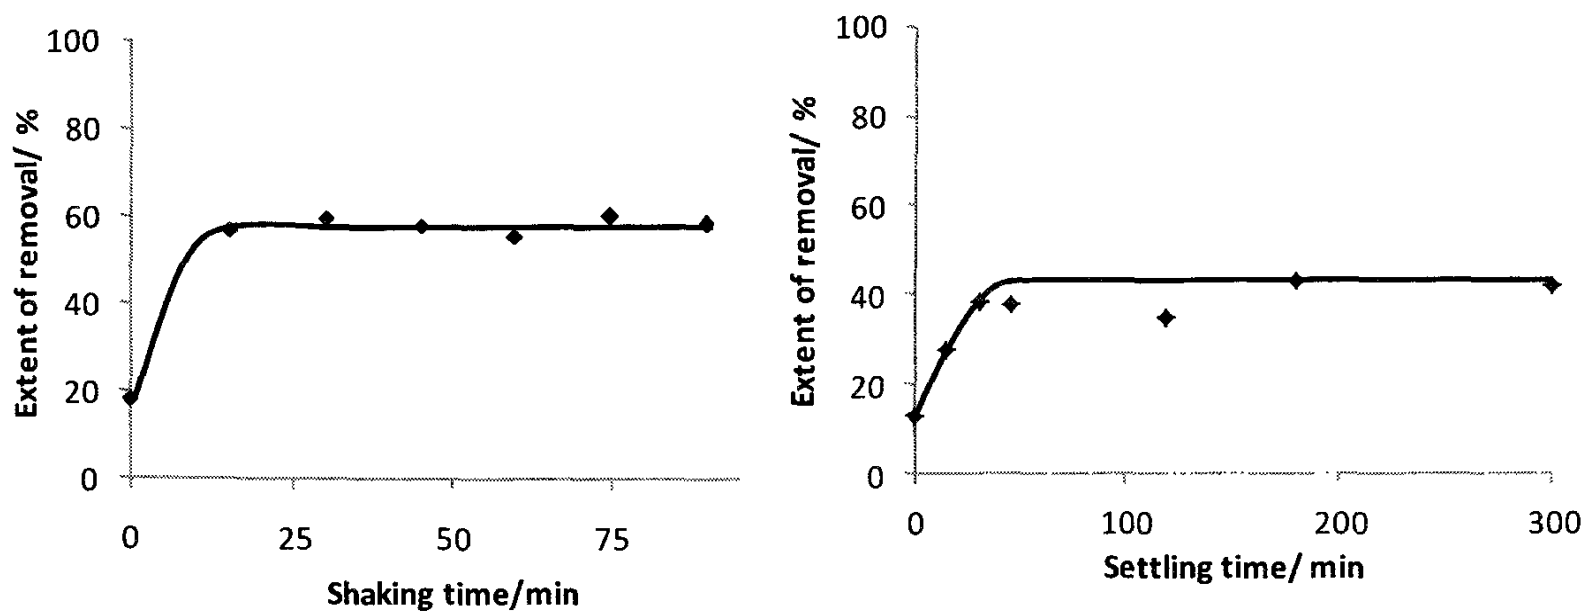 Extent of removal/ %
100
80
60
40
20
0
0 25 50 75
Shaking time/min
Extent of removal/ %
100
80
60
40
20
0
0 100 200 300
Settling time/ min